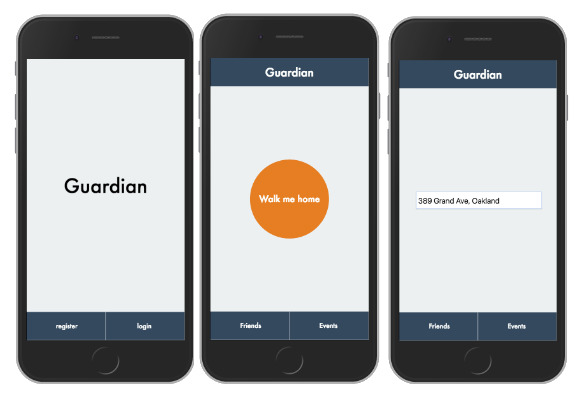 Guardian
register
login
Guardian
Walk me home
Friends
Events
Guardian
389 Grand Ave, Oakland
Friends
Events